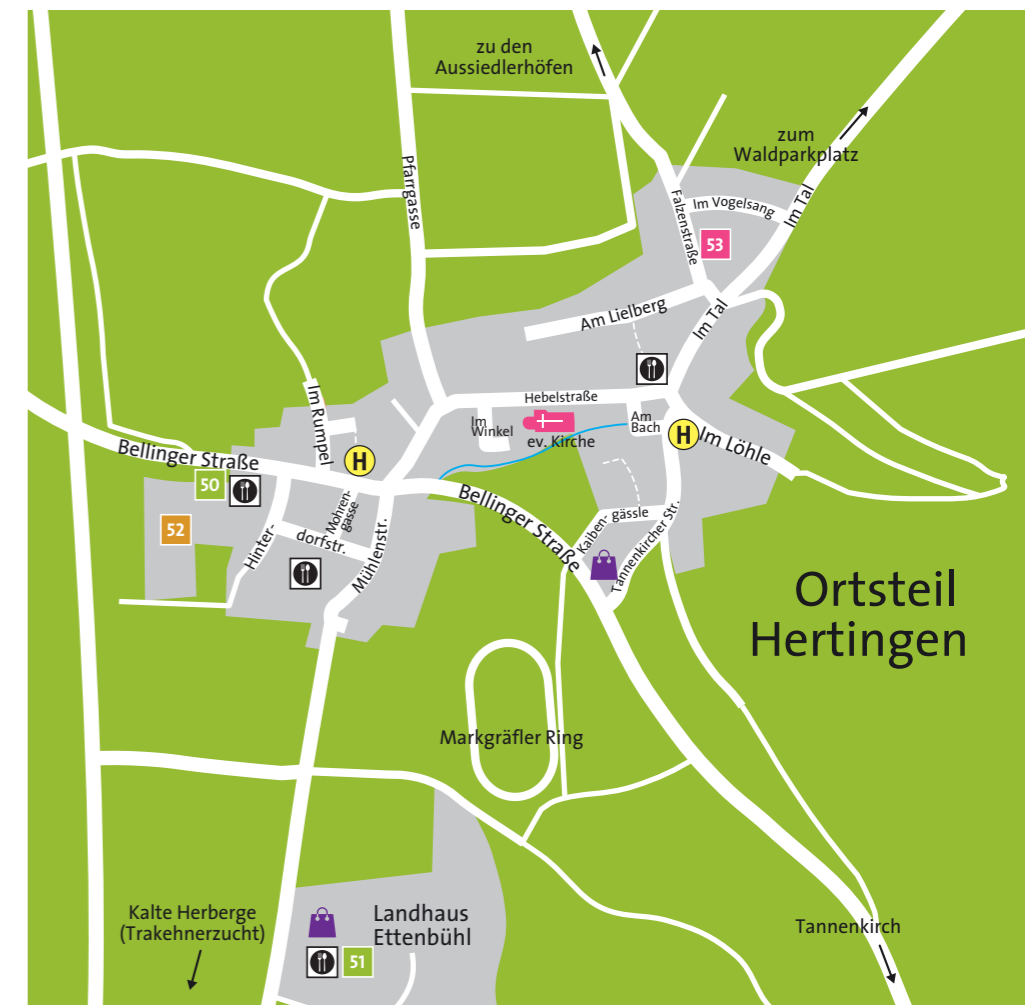 zu den
Aussiedlerhöfen
zum
Waldparkplatz
Pfarrgasse
Falzenstraße
Im Vogelsang
Im Tal
53
Am Lielberg
Im Tal
Hebelstraße
Im Rumpel
Im
Winkel
ev. Kirche
Am
Bach
H
Im Löhle
Bellinger Straße
H
50
52
Hinter-
dorfstr.
Mohren-
gasse
Mühlenstr.
Bellinger Straße
Kaiben-
gässle
Tannenkircher Str.
Ortsteil
Hertingen
Markgräfler Ring
Kalte Herberge
(Trakehnerzucht)
Landhaus
Ettenbühl
51
Tannenkirch